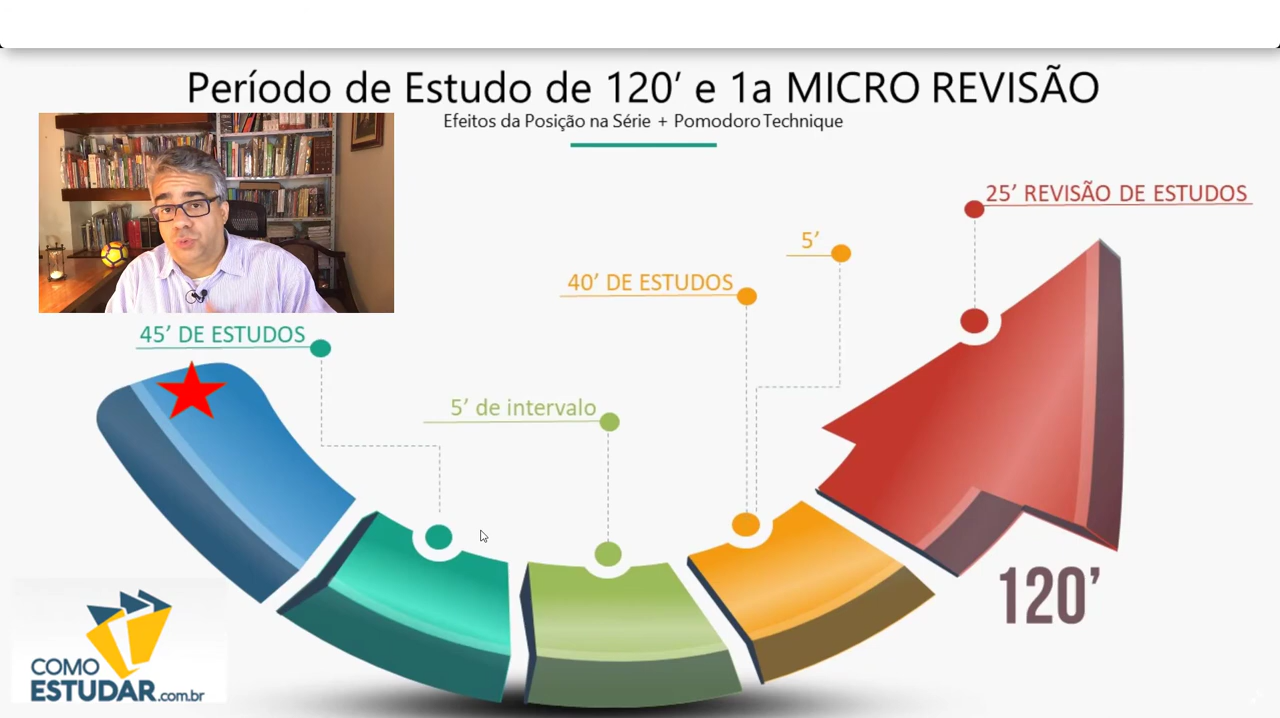 Período de Estudo de 120’ e 1a MICRO REVISÃO
Efeitos da Posição na Série + Pomodoro Technique
25’ REVISÃO DE ESTUDOS
5’
40’ DE ESTUDOS
45’ DE ESTUDOS
5’ de intervalo
120’
COMO
ESTUDAR.com.br